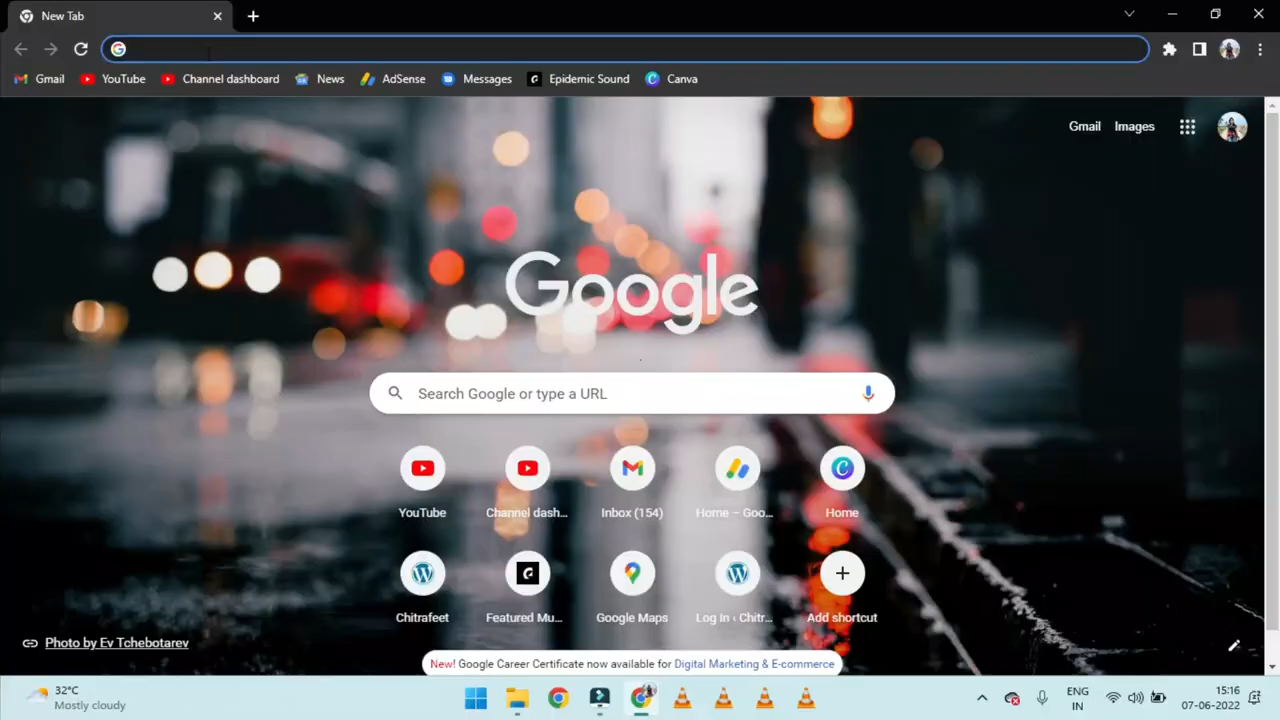 New Tab
Gmail YouTube Channel dashboard News AdSense Messages Epidemic Sound Canva
Gmail Images
Google
Search Google or type a URL
YouTube Channel dash... Inbox (154) Home – Goo... Home
Chitrafeet Featured Mu... Google Maps Log In ‹ Chitr... Add shortcut
Photo by Ev Tchebotarev
New! Google Career Certificate now available for Digital Marketing & E-commerce
32°C
Mostly cloudy
ENG
IN
15:16
07-06-2022